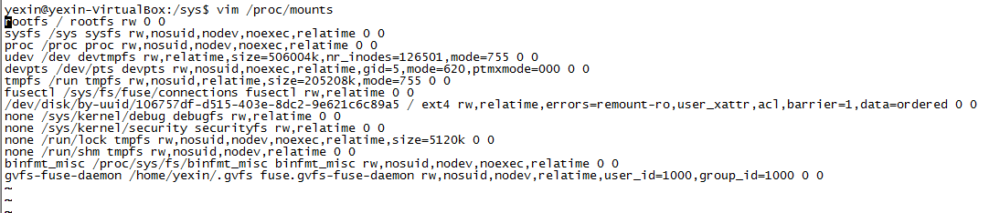 yexin@yexin-VirtualBox:/sys$ vim /proc/mounts
rootfs / rootfs rw 0 0
sysfs /sys sysfs rw,nosuid,nodev,noexec,relatime 0 0
proc /proc proc rw,nosuid,nodev,noexec,relatime 0 0
udev /dev devtmpfs rw,relatime,size=506004k,nr_inodes=126501,mode=755 0 0
devpts /dev/pts devpts rw,nosuid,noexec,relatime,gid=5,mode=620,ptmxmode=000 0 0
tmpfs /run tmpfs rw,nosuid,relatime,size=205208k,mode=755 0 0
fusectl /sys/fs/fuse/connections fusectl rw,relatime 0 0
/dev/disk/by-uuid/106757df-d515-403e-8dc2-9e621c6c89a5 / ext4 rw,relatime,errors=remount-ro,user_xattr,acl,barrier=1,data=ordered 0 0
none /sys/kernel/debug debugfs rw,relatime 0 0
none /sys/kernel/security securityfs rw,relatime 0 0
none /run/lock tmpfs rw,nosuid,nodev,noexec,relatime,size=5120k 0 0
none /run/shm tmpfs rw,nosuid,nodev,relatime 0 0
binfmt_misc /proc/sys/fs/binfmt_misc binfmt_misc rw,nosuid,nodev,noexec,relatime 0 0
gvfs-fuse-daemon /home/yexin/.gvfs fuse.gvfs-fuse-daemon rw,nosuid,nodev,relatime,user_id=1000,group_id=1000 0 0
~
~
~